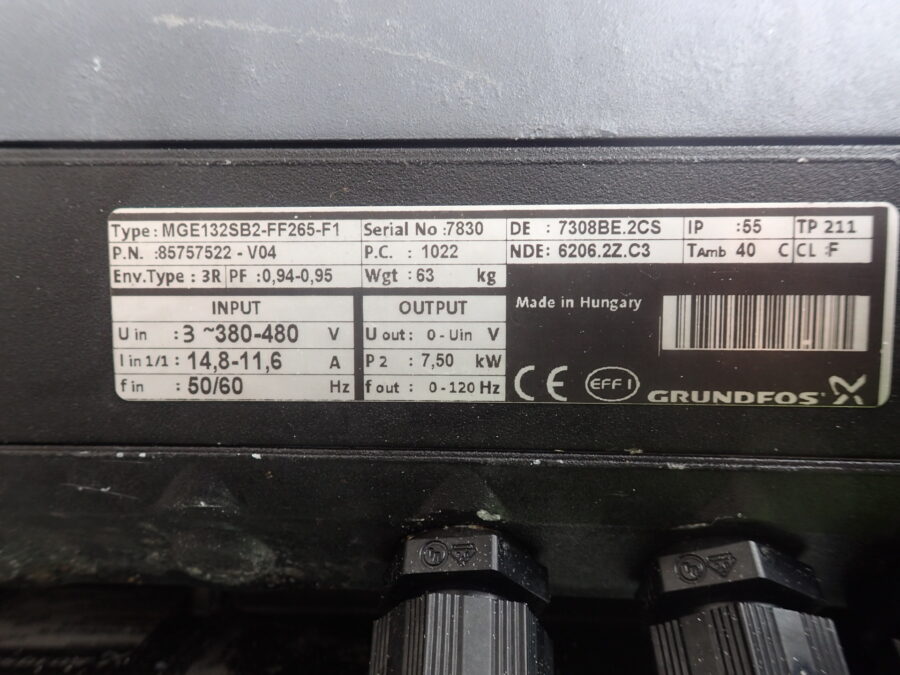 Type : MGE132SB2-FF265-F1 Serial No :7830 DE : 7308BE.2CS IP :55 TP 211
P.N. :85757522 - V04 P.C. : 1022 NDE: 6206.2Z.C3 TAmb 40 C CL :F
Env.Type : 3R PF :0,94-0,95 Wgt : 63 kg
INPUT OUTPUT Made in Hungary
U in : 3 ~380-480 V U out : 0 - Uin V
I in 1/1 : 14,8-11,6 A P2 : 7,50 kW
f in : 50/60 Hz f out : 0-120 Hz
CE EFF 1 GRUNDFOS